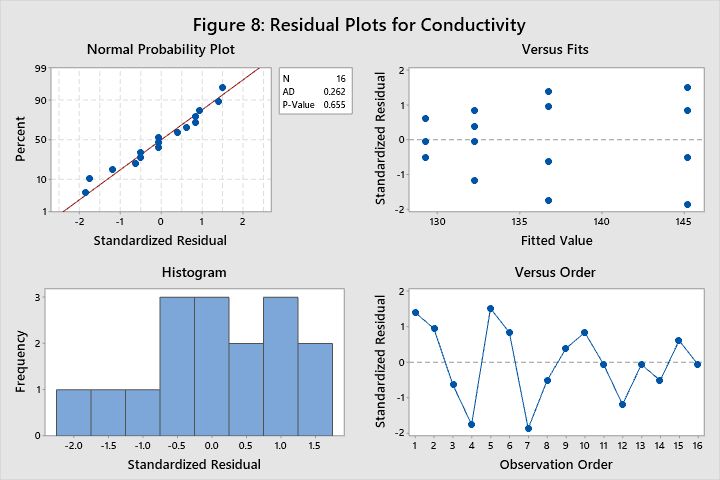 Figure 8: Residual Plots for Conductivity
Normal Probability Plot
99
90
50
10
1
Percent
-2 -1 0 1 2
Standardized Residual
N 16
AD 0.262
P-Value 0.655
Versus Fits
2
1
0
-1
-2
Standardized Residual
130 135 140 145
Fitted Value
Histogram
3
2
1
0
Frequency
-2.0 -1.5 -1.0 -0.5 0.0 0.5 1.0 1.5
Standardized Residual
Versus Order
2
1
0
-1
-2
Standardized Residual
1 2 3 4 5 6 7 8 9 10 11 12 13 14 15 16
Observation Order